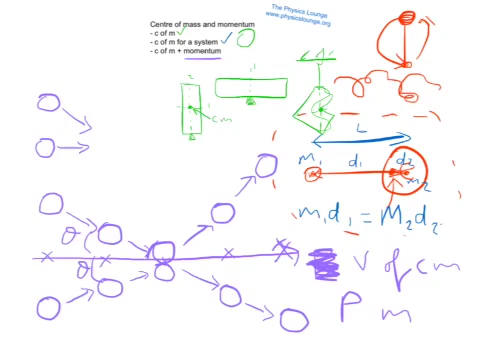 The Physics Lounge
www.physicslounge.org
Centre of mass and momentum
- c of m
- c of m for a system
- c of m + momentum
cm
L
M1 d1 d2
m2
m1d1 = M2d2
θ
θ
V of cm
P m